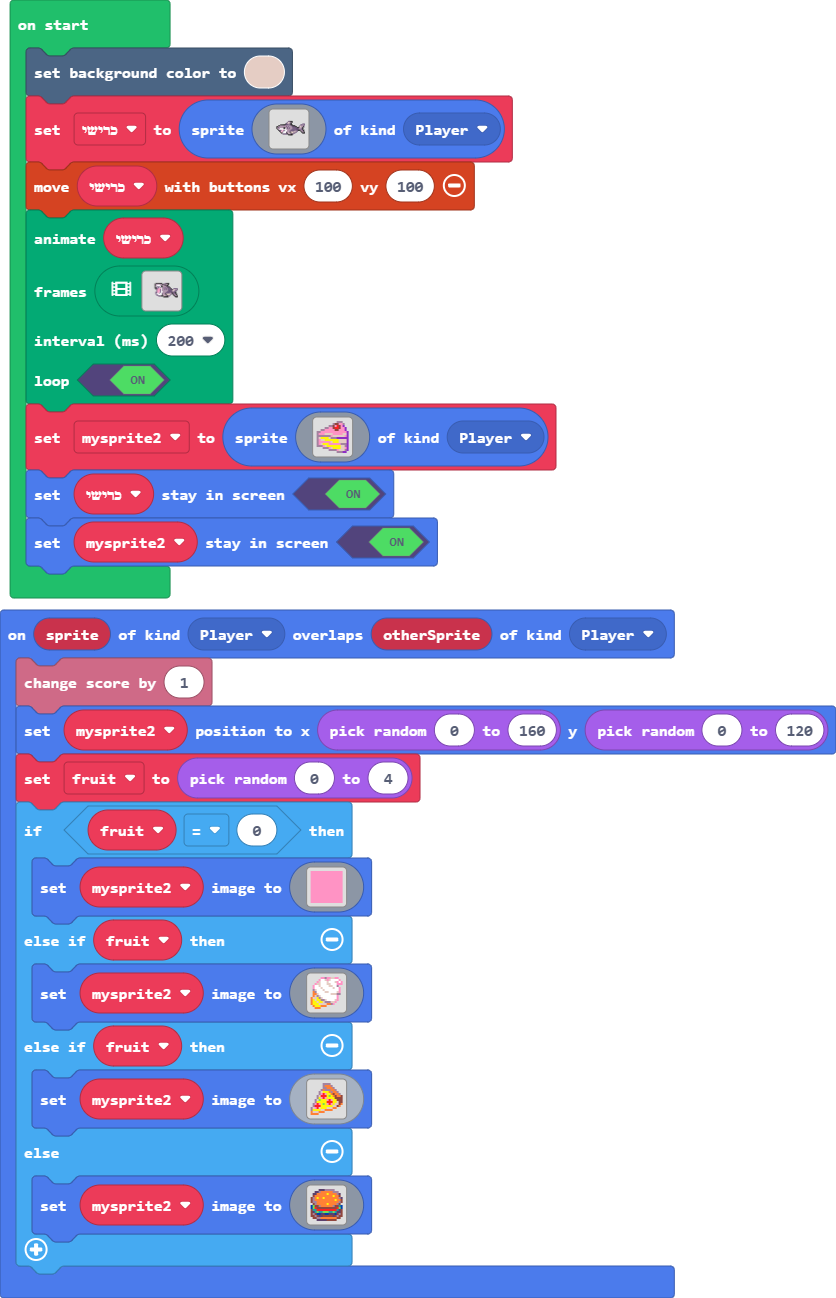 on start
set background color to
set כרישי to sprite of kind Player
move כרישי with buttons vx 100 vy 100
animate כרישי
frames
interval (ms) 200
loop ON
set mysprite2 to sprite of kind Player
set כרישי stay in screen ON
set mysprite2 stay in screen ON
on sprite of kind Player overlaps otherSprite of kind Player
change score by 1
set mysprite2 position to x pick random 0 to 160 y pick random 0 to 120
set fruit to pick random 0 to 4
if fruit = 0 then
set mysprite2 image to
else if fruit then
set mysprite2 image to
else if fruit then
set mysprite2 image to
else
set mysprite2 image to